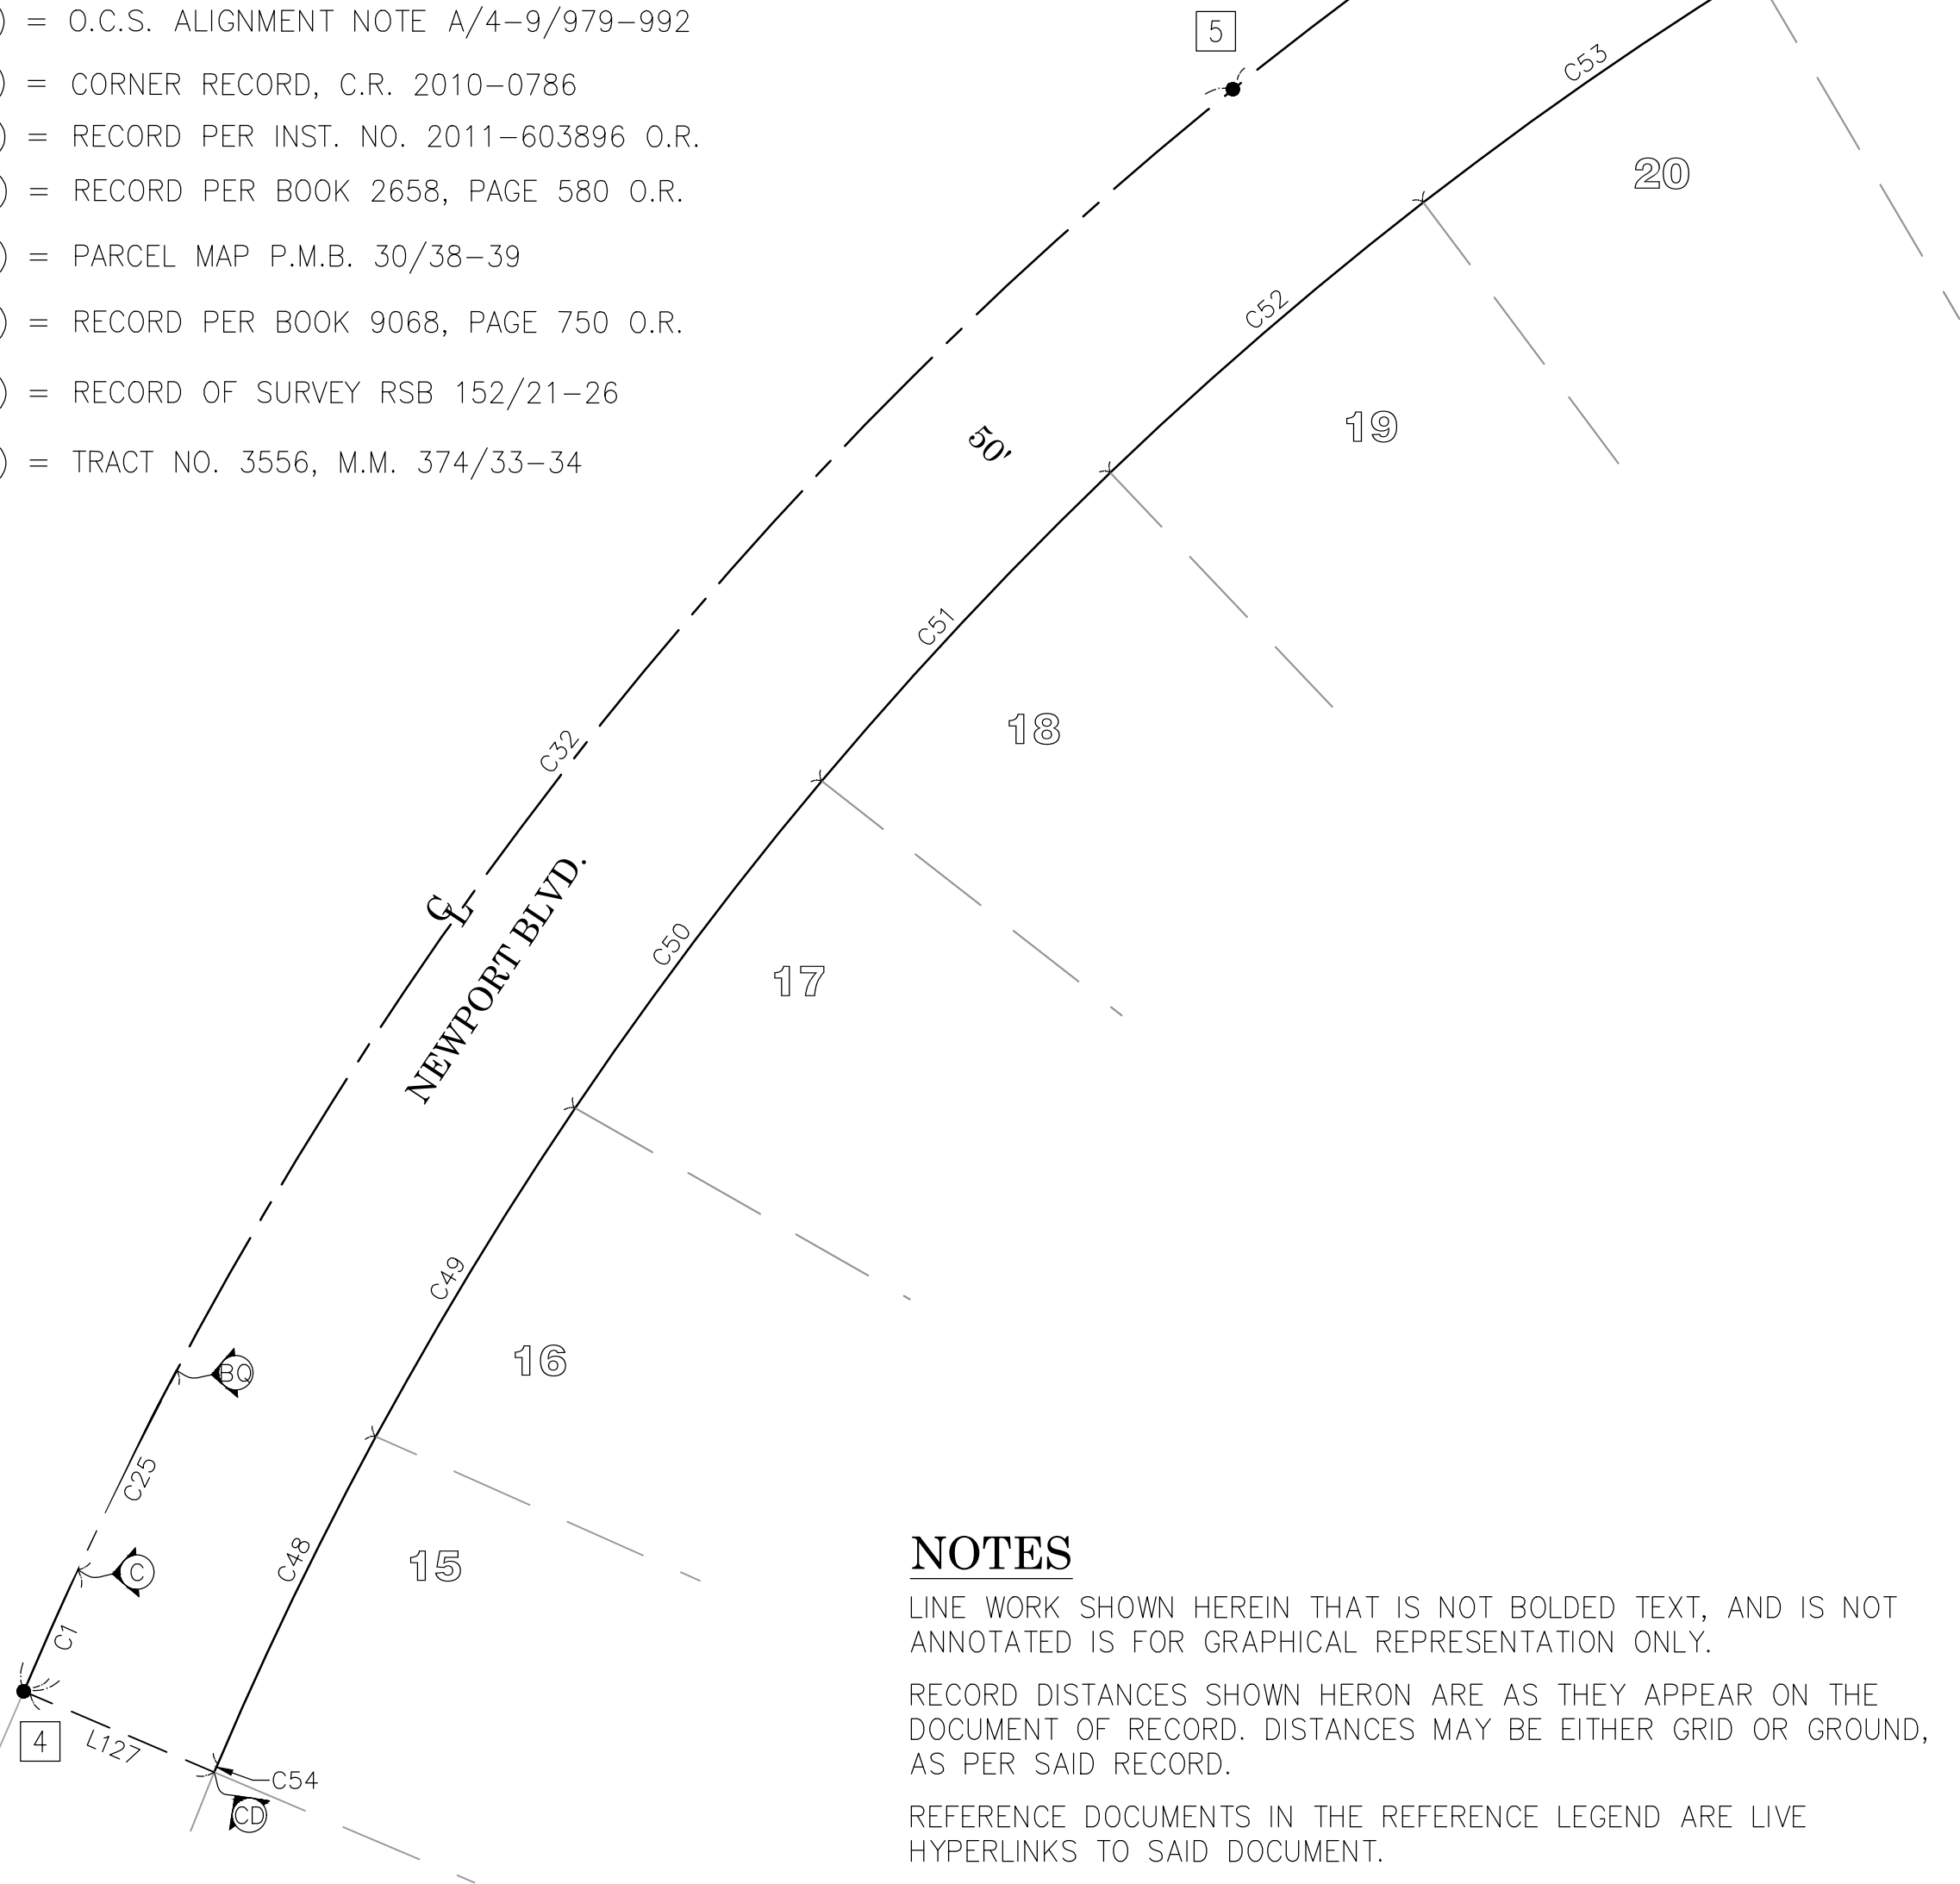 ) = O.C.S. ALIGNMENT NOTE A/4-9/979-992
) = CORNER RECORD, C.R. 2010-0786
) = RECORD PER INST. NO. 2011-603896 O.R.
) = RECORD PER BOOK 2658, PAGE 580 O.R.
) = PARCEL MAP P.M.B. 30/38-39
) = RECORD PER BOOK 9068, PAGE 750 O.R.
) = RECORD OF SURVEY RSB 152/21-26
) = TRACT NO. 3556, M.M. 374/33-34
5
C53
20
C52
19
50'
C51
18
C32
CL
NEWPORT BLVD.
C50
17
C49
16
BQ
C25
C48
15
C
C1
4
L127
C54
CD
NOTES
LINE WORK SHOWN HEREIN THAT IS NOT BOLDED TEXT, AND IS NOT
ANNOTATED IS FOR GRAPHICAL REPRESENTATION ONLY.
RECORD DISTANCES SHOWN HERON ARE AS THEY APPEAR ON THE
DOCUMENT OF RECORD. DISTANCES MAY BE EITHER GRID OR GROUND,
AS PER SAID RECORD.
REFERENCE DOCUMENTS IN THE REFERENCE LEGEND ARE LIVE
HYPERLINKS TO SAID DOCUMENT.